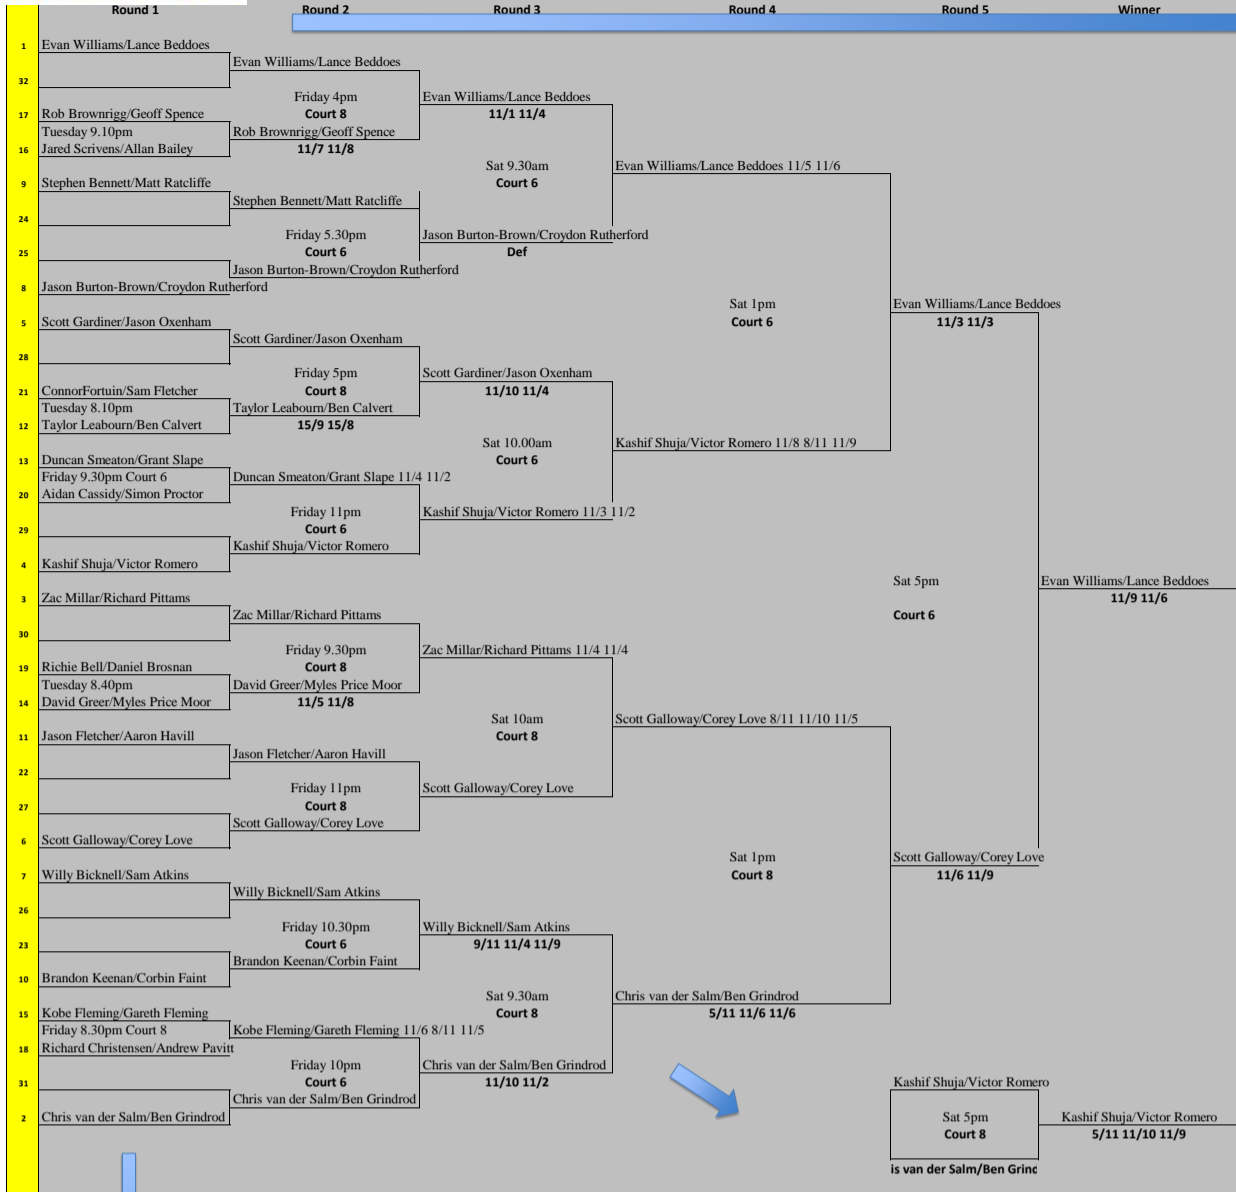 Round 1 Round 2 Round 3 Round 4 Round 5 Winner
1 Evan Williams/Lance Beddoes
Evan Williams/Lance Beddoes
32
Friday 4pm Evan Williams/Lance Beddoes
17 Rob Brownrigg/Geoff Spence Court 8 11/1 11/4
Tuesday 9.10pm Rob Brownrigg/Geoff Spence
16 Jared Scrivens/Allan Bailey 11/7 11/8
Sat 9.30am Evan Williams/Lance Beddoes 11/5 11/6
9 Stephen Bennett/Matt Ratcliffe Court 6
Stephen Bennett/Matt Ratcliffe
24
Friday 5.30pm Jason Burton-Brown/Croydon Rutherford
25 Court 6 Def
Jason Burton-Brown/Croydon Rutherford
8 Jason Burton-Brown/Croydon Rutherford
Sat 1pm Evan Williams/Lance Beddoes
5 Scott Gardiner/Jason Oxenham Court 6 11/3 11/3
Scott Gardiner/Jason Oxenham
28
Friday 5pm Scott Gardiner/Jason Oxenham
21 ConnorFortuin/Sam Fletcher Court 8 11/10 11/4
Tuesday 8.10pm Taylor Leabourn/Ben Calvert
12 Taylor Leabourn/Ben Calvert 15/9 15/8
Sat 10.00am Kashif Shuja/Victor Romero 11/8 8/11 11/9
13 Duncan Smeaton/Grant Slape Court 6
Friday 9.30pm Court 6 Duncan Smeaton/Grant Slape 11/4 11/2
20 Aidan Cassidy/Simon Proctor
Friday 11pm Kashif Shuja/Victor Romero 11/3 11/2
29 Court 6
Kashif Shuja/Victor Romero
4 Kashif Shuja/Victor Romero
Sat 5pm Evan Williams/Lance Beddoes
3 Zac Millar/Richard Pittams 11/9 11/6
Zac Millar/Richard Pittams Court 6
30
Friday 9.30pm Zac Millar/Richard Pittams 11/4 11/4
19 Richie Bell/Daniel Brosnan Court 8
Tuesday 8.40pm David Greer/Myles Price Moor
14 David Greer/Myles Price Moor 11/5 11/8
Sat 10am Scott Galloway/Corey Love 8/11 11/10 11/5
11 Jason Fletcher/Aaron Havill Court 8
Jason Fletcher/Aaron Havill
22
Friday 11pm Scott Galloway/Corey Love
27 Court 8
Scott Galloway/Corey Love
6 Scott Galloway/Corey Love
Sat 1pm Scott Galloway/Corey Love
7 Willy Bicknell/Sam Atkins Court 8 11/6 11/9
Willy Bicknell/Sam Atkins
26
Friday 10.30pm Willy Bicknell/Sam Atkins
23 Court 6 9/11 11/4 11/9
Brandon Keenan/Corbin Faint
10 Brandon Keenan/Corbin Faint
Sat 9.30am Chris van der Salm/Ben Grindrod
15 Kobe Fleming/Gareth Fleming Court 8 5/11 11/6 11/6
Friday 8.30pm Court 8 Kobe Fleming/Gareth Fleming 11/6 8/11 11/5
18 Richard Christensen/Andrew Pavitt
Friday 10pm Chris van der Salm/Ben Grindrod
31 Court 6 11/10 11/2 Kashif Shuja/Victor Romero
Chris van der Salm/Ben Grindrod
2 Chris van der Salm/Ben Grindrod Sat 5pm Kashif Shuja/Victor Romero
Court 8 5/11 11/10 11/9
is van der Salm/Ben Grind